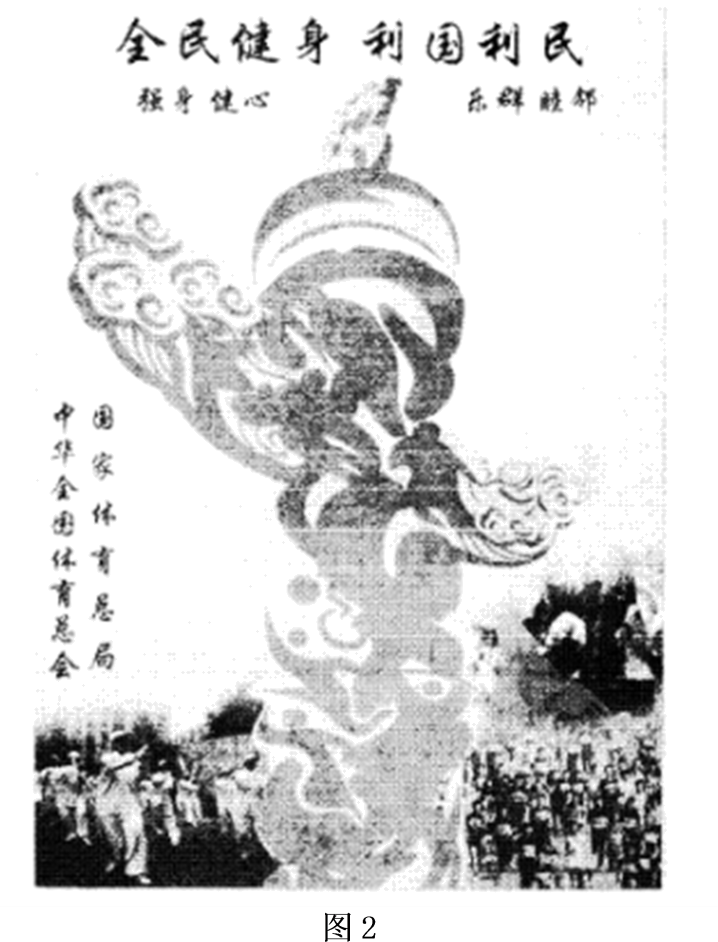 全民健身 利国利民
强身健心 乐群睦邻
国家体育总局
中华全国体育总会
图 2